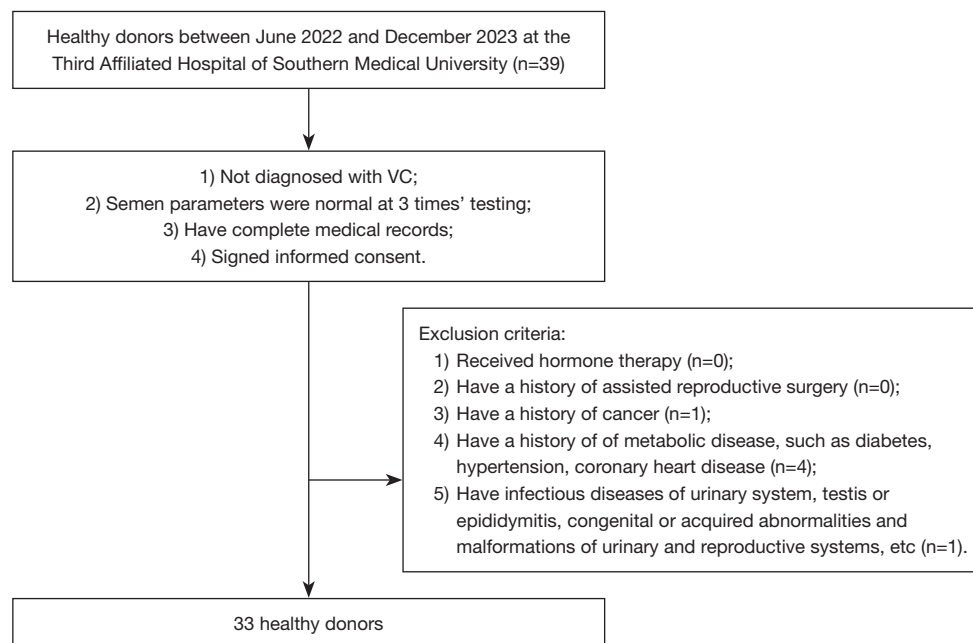 Healthy donors between June 2022 and December 2023 at the
Third Affiliated Hospital of Southern Medical University (n=39)
1) Not diagnosed with VC;
2) Semen parameters were normal at 3 times’ testing;
3) Have complete medical records;
4) Signed informed consent.
Exclusion criteria:
1) Received hormone therapy (n=0);
2) Have a history of assisted reproductive surgery (n=0);
3) Have a history of cancer (n=1);
4) Have a history of of metabolic disease, such as diabetes,
hypertension, coronary heart disease (n=4);
5) Have infectious diseases of urinary system, testis or
epididymitis, congenital or acquired abnormalities and
malformations of urinary and reproductive systems, etc (n=1).
33 healthy donors